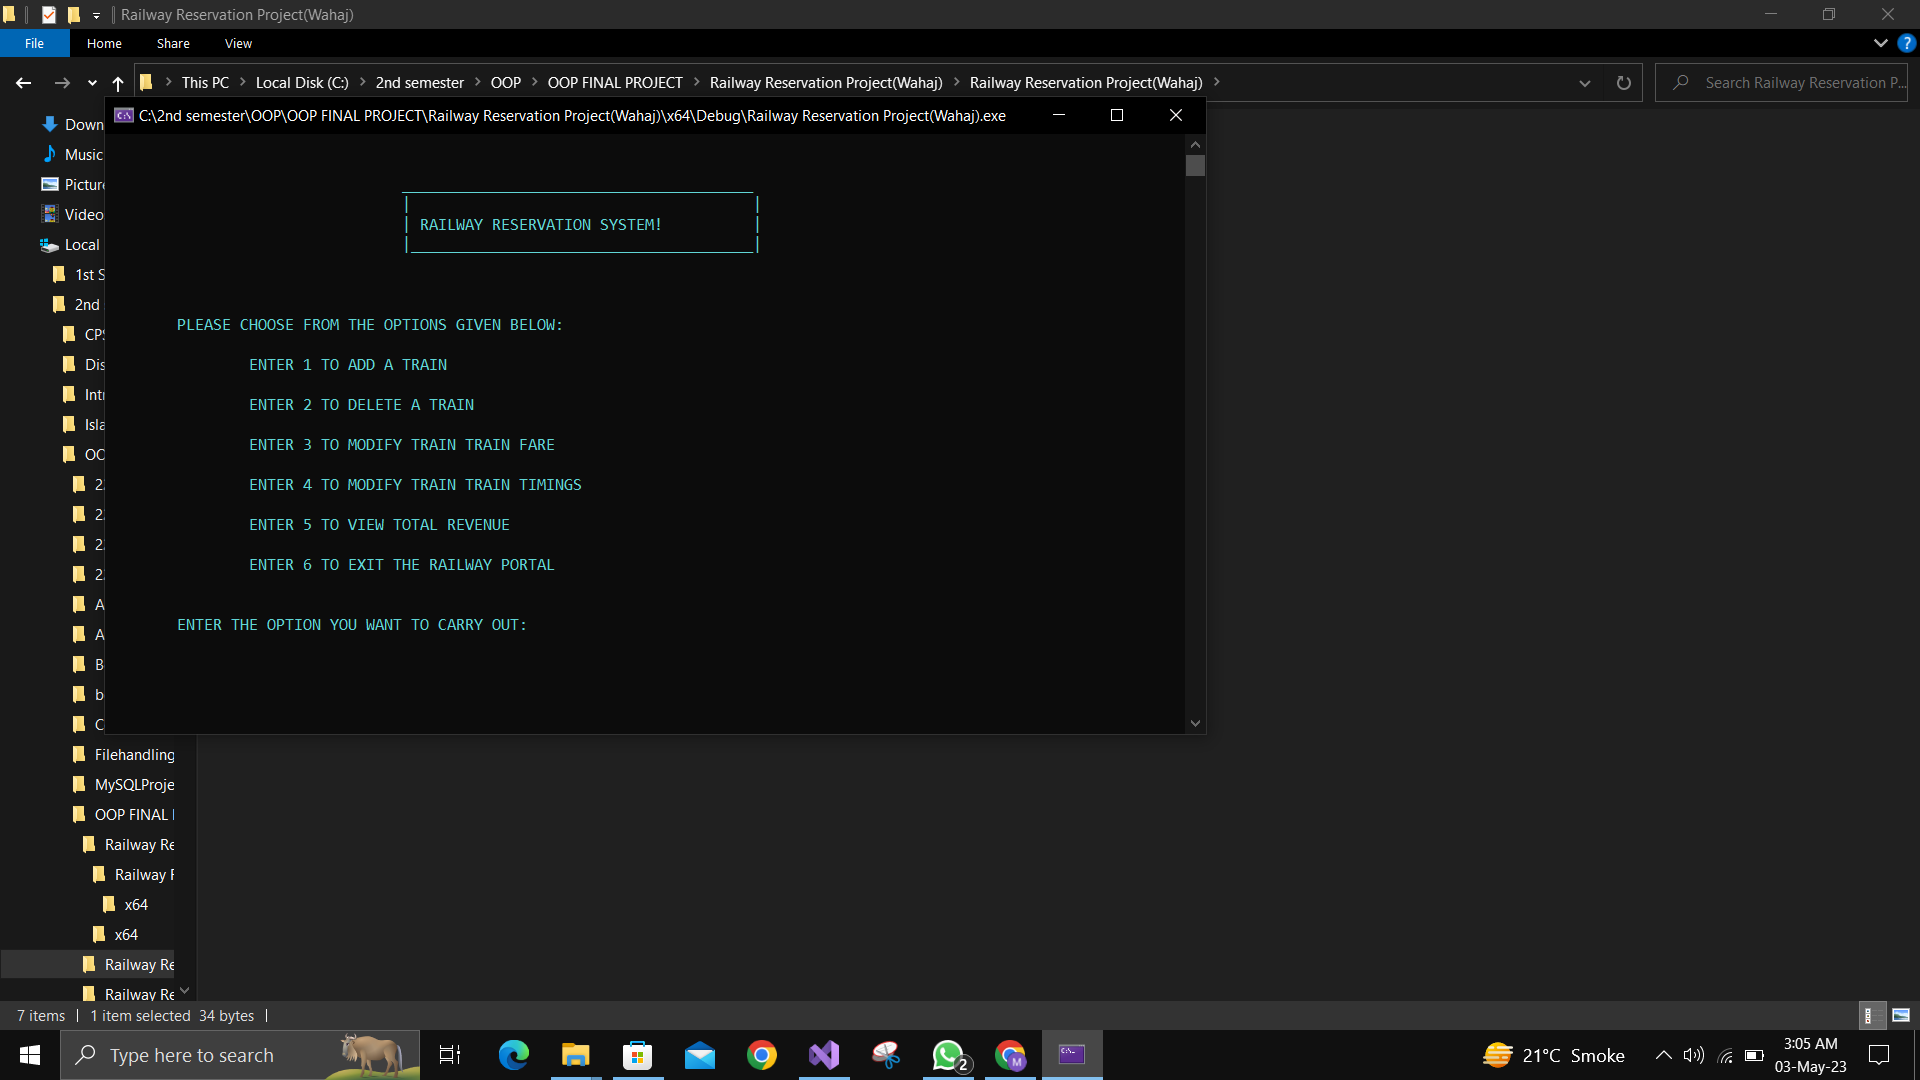 Railway Reservation Project(Wahaj)
File Home Share View
This PC Local Disk (C:) 2nd semester OOP OOP FINAL PROJECT Railway Reservation Project(Wahaj) Railway Reservation Project(Wahaj)
Search Railway Reservation P...
C:\2nd semester\OOP\OOP FINAL PROJECT\Railway Reservation Project(Wahaj)\x64\Debug\Railway Reservation Project(Wahaj).exe
RAILWAY RESERVATION SYSTEM!
PLEASE CHOOSE FROM THE OPTIONS GIVEN BELOW:
ENTER 1 TO ADD A TRAIN
ENTER 2 TO DELETE A TRAIN
ENTER 3 TO MODIFY TRAIN TRAIN FARE
ENTER 4 TO MODIFY TRAIN TRAIN TIMINGS
ENTER 5 TO VIEW TOTAL REVENUE
ENTER 6 TO EXIT THE RAILWAY PORTAL
ENTER THE OPTION YOU WANT TO CARRY OUT:
Down
Music
Picture
Video
Local
1st S
2nd
CPS
Dis
Intr
Isla
OO
2
2
2
2
A
A
B
b
C
Filehandling
MySQLProje
OOP FINAL
Railway Re
Railway
x64
x64
Railway Re
Railway Re
7 items 1 item selected 34 bytes
Type here to search
2
M
21°C Smoke
3:05 AM
03-May-23